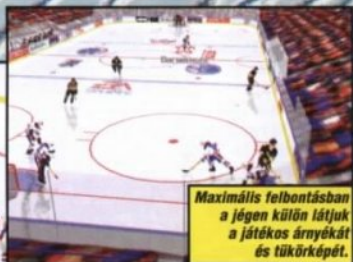 Maximális felbontásban
a jégen külön látjuk
a játékos árnyékát
és tükörképét.